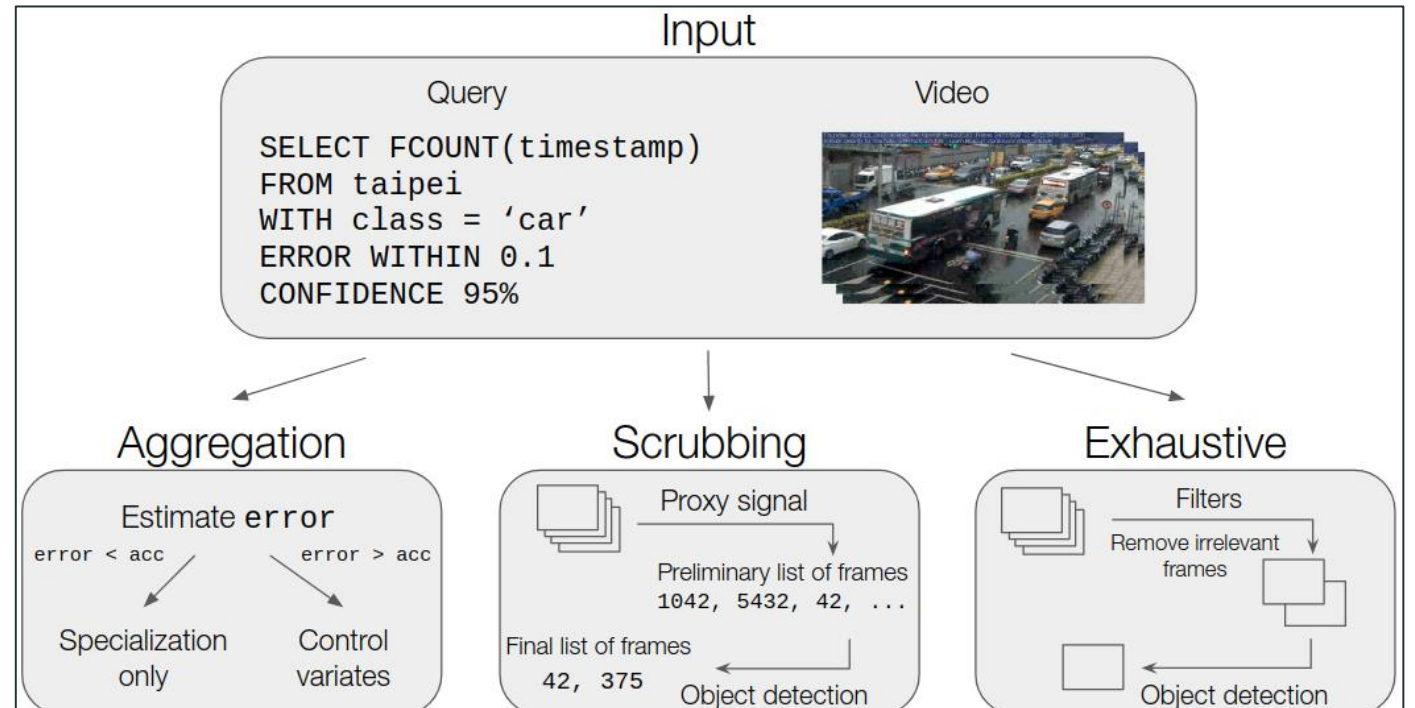 Input
Query
Video
SELECT FCOUNT(timestamp)
FROM taipei
WITH class = ‘car’
ERROR WITHIN 0.1
CONFIDENCE 95%
Aggregation
Estimate error
error < acc
error > acc
Specialization
only
Control
variates
Scrubbing
Proxy signal
Preliminary list of frames
1042, 5432, 42, ...
Final list of frames
42, 375
Object detection
Exhaustive
Filters
Remove irrelevant
frames
Object detection